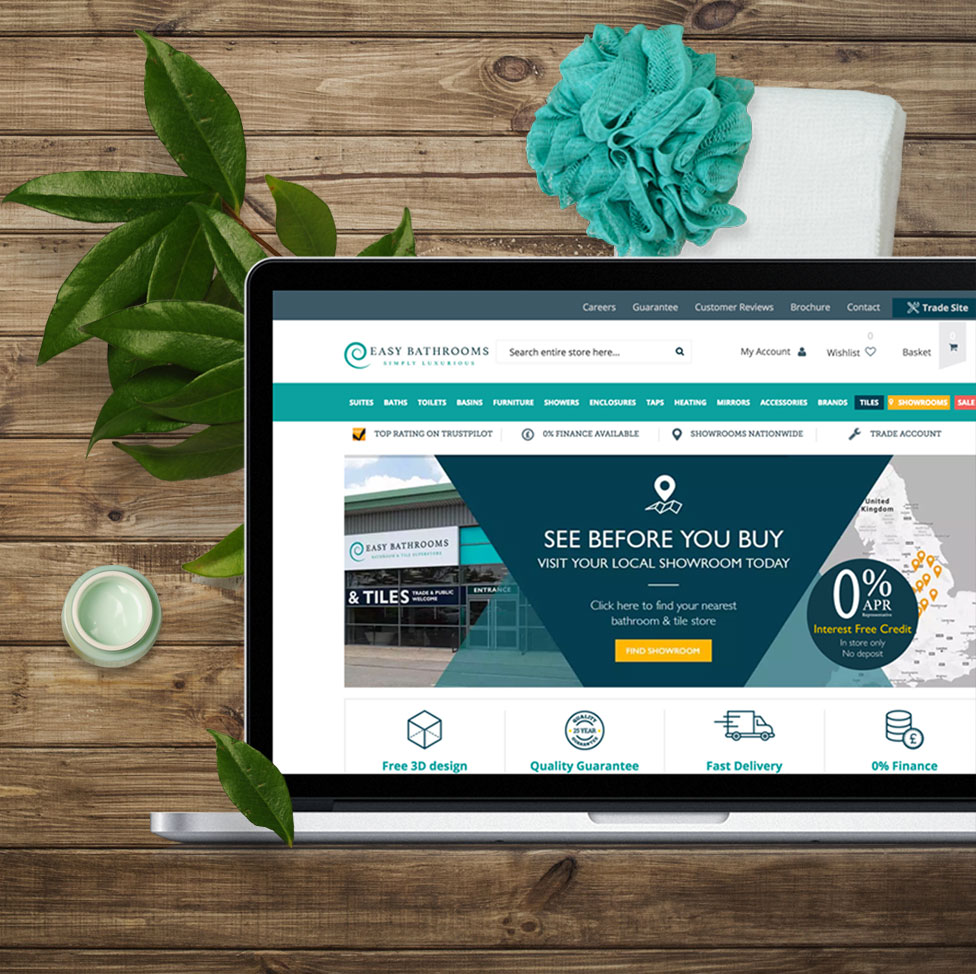 Careers Guarantee Customer Reviews Brochure Contact Trade Site
0 0
EASY BATHROOMS Search entire store here... My Account Wishlist Basket
SIMPLY LUXURIOUS
SUITES BATHS TOILETS BASINS FURNITURE SHOWERS ENCLOSURES TAPS HEATING MIRRORS ACCESSORIES BRANDS TILES SHOWROOMS SALE
TOP RATING ON TRUSTPILOT £ 0% FINANCE AVAILABLE SHOWROOMS NATIONWIDE TRADE ACCOUNT
United
Kingdom
EASY BATHROOMS
BATHROOM & TILE SUPERSTORE
& TILES TRADE & PUBLIC
WELCOME
ENTRANCE
SEE BEFORE YOU BUY
VISIT YOUR LOCAL SHOWROOM TODAY
Click here to find your nearest
bathroom & tile store
FIND SHOWROOM
0%
APR
Representative
Interest Free Credit
In store only
No deposit
QUALITY
25 YEAR
GUARANTEE
£
Free 3D design Quality Guarantee Fast Delivery 0% Finance